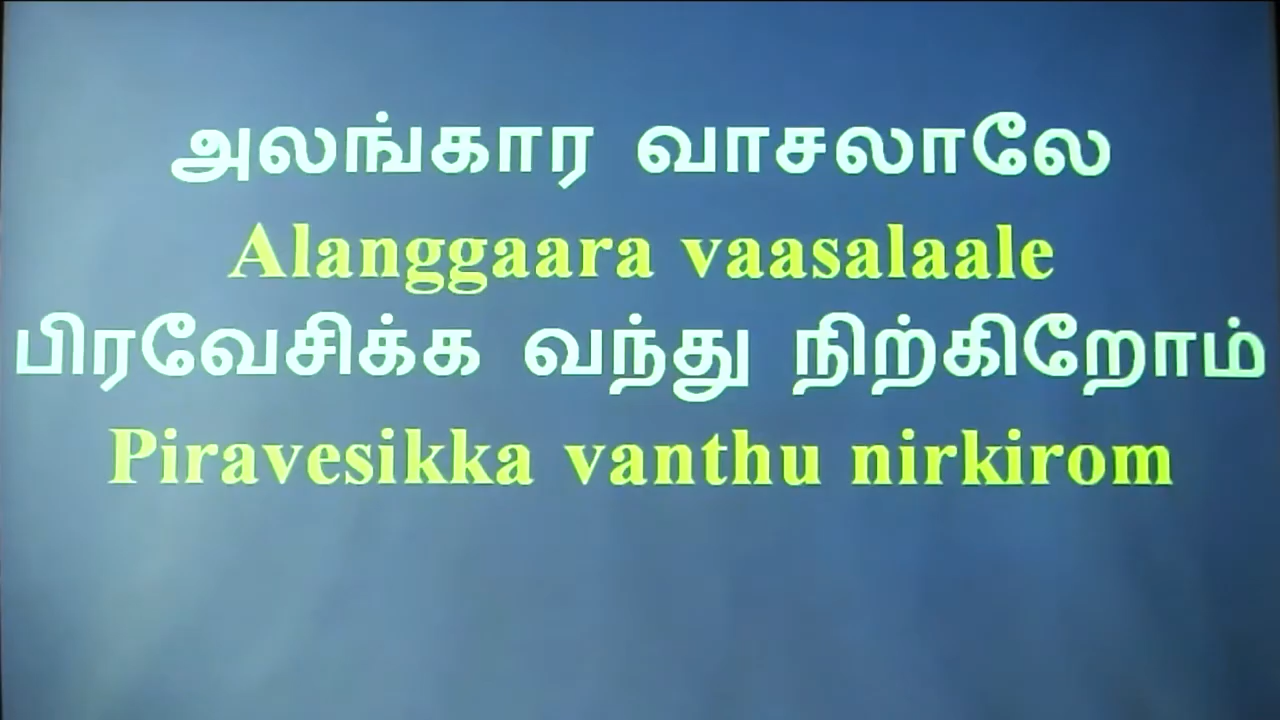 அலங்கார வாசலாலே
Alanggaara vaasalaale
பிரவேசிக்க வந்து நிற்கிறோம்
Piravesikka vanthu nirkirom